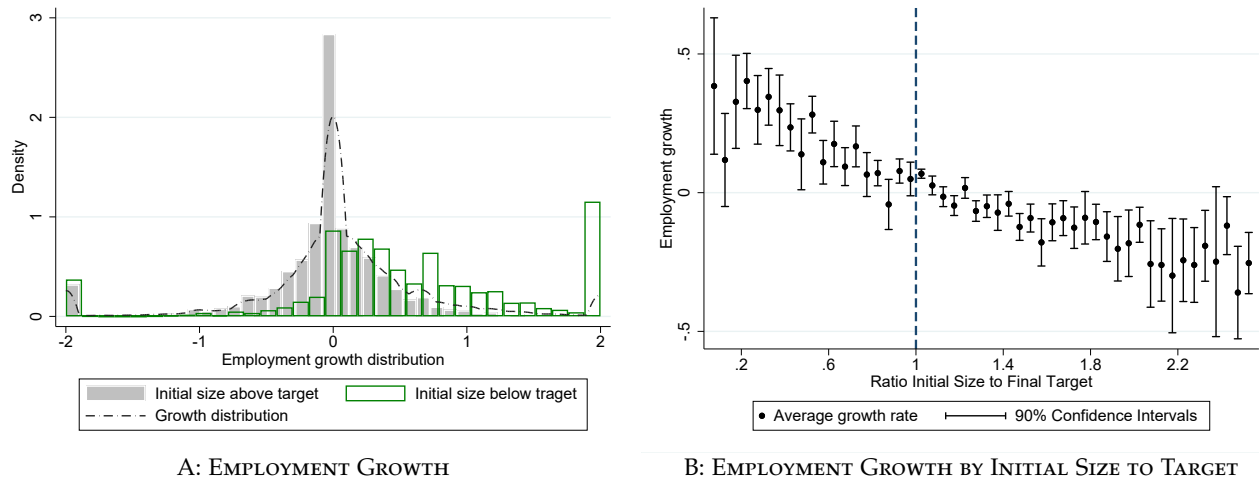 3
2
1
0
Density
-2
-1
0
1
2
Employment growth distribution
Initial size above target
Initial size below traget
Growth distribution
A: Employment Growth
.5
0
-.5
Employment growth
.2
.6
1
1.4
1.8
2.2
Ratio Initial Size to Final Target
Average growth rate
90% Confidence Intervals
B: Employment Growth by Initial Size to Target